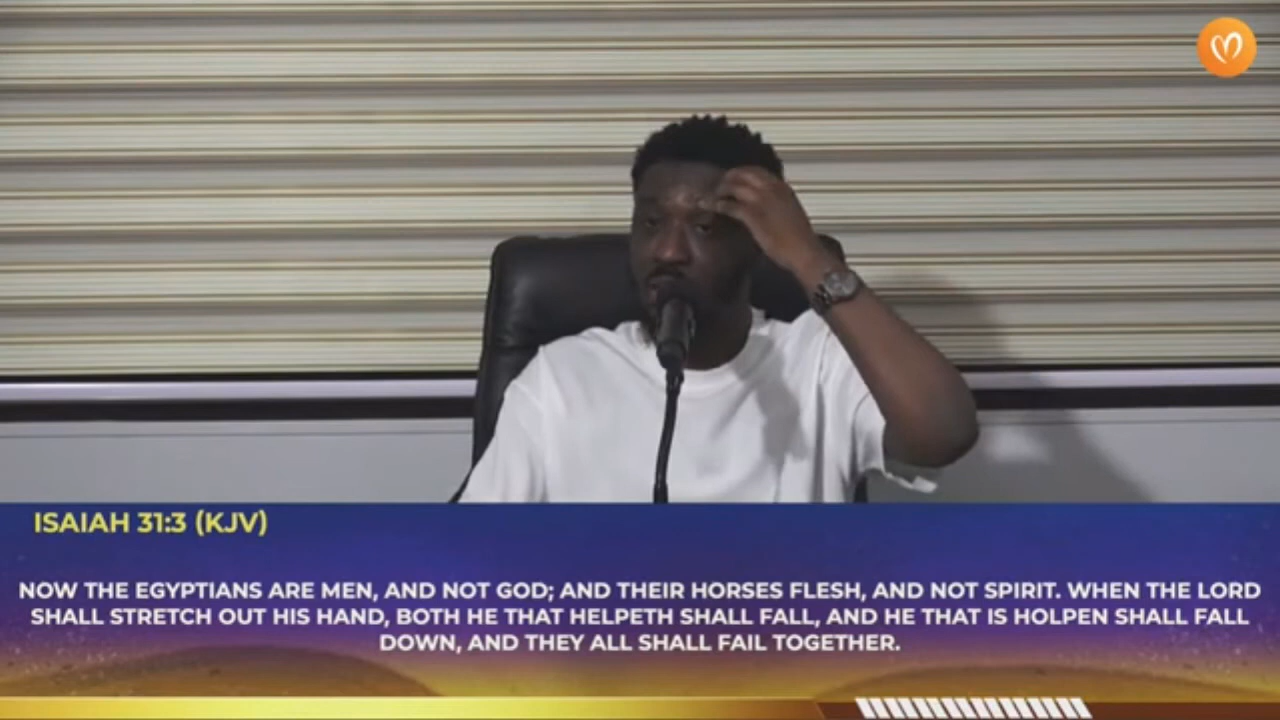 ISAIAH 31:3 (KJV)
NOW THE EGYPTIANS ARE MEN, AND NOT GOD; AND THEIR HORSES FLESH, AND NOT SPIRIT. WHEN THE LORD
SHALL STRETCH OUT HIS HAND, BOTH HE THAT HELPETH SHALL FALL, AND HE THAT IS HOLPEN SHALL FALL
DOWN, AND THEY ALL SHALL FAIL TOGETHER.